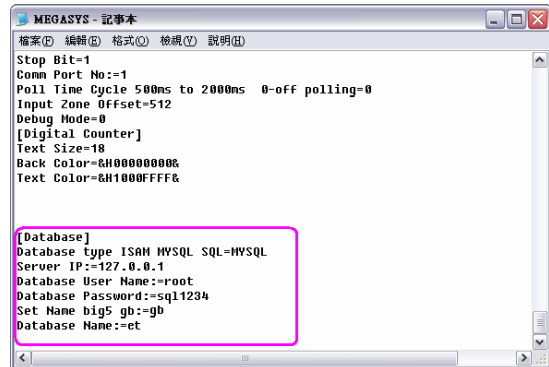 MEGASYS - 記事本
檔案(F) 編輯(E) 格式(O) 檢視(V) 說明(H)
Stop Bit=1
Comm Port No:=1
Poll Time Cycle 500ms to 2000ms  0-off polling=0
Input Zone Offset=512
Debug Mode=0
[Digital Counter]
Text Size=18
Back Color=&H00000000&
Text Color=&H1000FFFF&
[Database]
Database type ISAM MYSQL SQL=MYSQL
Server IP:=127.0.0.1
Database User Name:=root
Database Password:=sql1234
Set Name big5 gb:=gb
Database Name:=et